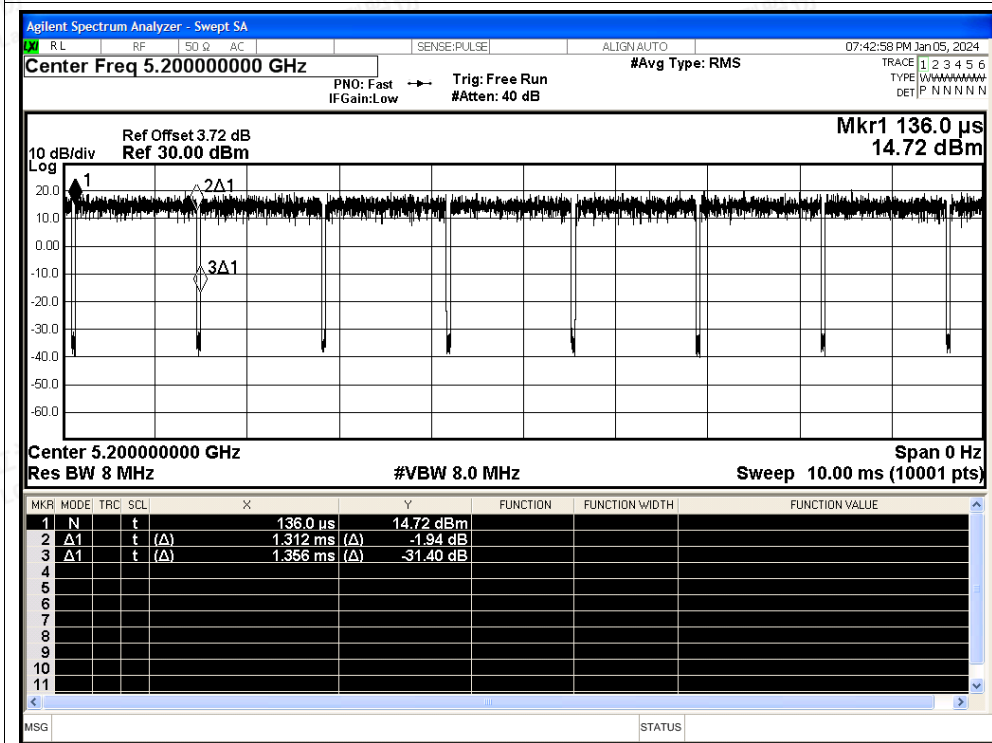 Agilent Spectrum Analyzer - Swept SA
LXI RL RF 50 Ω AC SENSE:PULSE ALIGN AUTO 07:42:58 PM Jan 05, 2024
Center Freq 5.200000000 GHz #Avg Type: RMS TRACE 1 2 3 4 5 6
PNO: Fast Trig: Free Run TYPE WWWWWW
IFGain:Low #Atten: 40 dB DET P N N N N N
Mkr1 136.0 µs
14.72 dBm
Ref Offset 3.72 dB
10 dB/div Ref 30.00 dBm
Log
1
2Δ1
20.0
10.0
0.00
3Δ1
-10.0
-20.0
-30.0
-40.0
-50.0
-60.0
Center 5.200000000 GHz Span 0 Hz
Res BW 8 MHz #VBW 8.0 MHz Sweep 10.00 ms (10001 pts)
MKR MODE TRC SCL X Y FUNCTION FUNCTION WIDTH FUNCTION VALUE
1 N t 136.0 µs 14.72 dBm
2 Δ1 t (Δ) 1.312 ms (Δ) -1.94 dB
3 Δ1 t (Δ) 1.356 ms (Δ) -31.40 dB
4
5
6
7
8
9
10
11
MSG STATUS